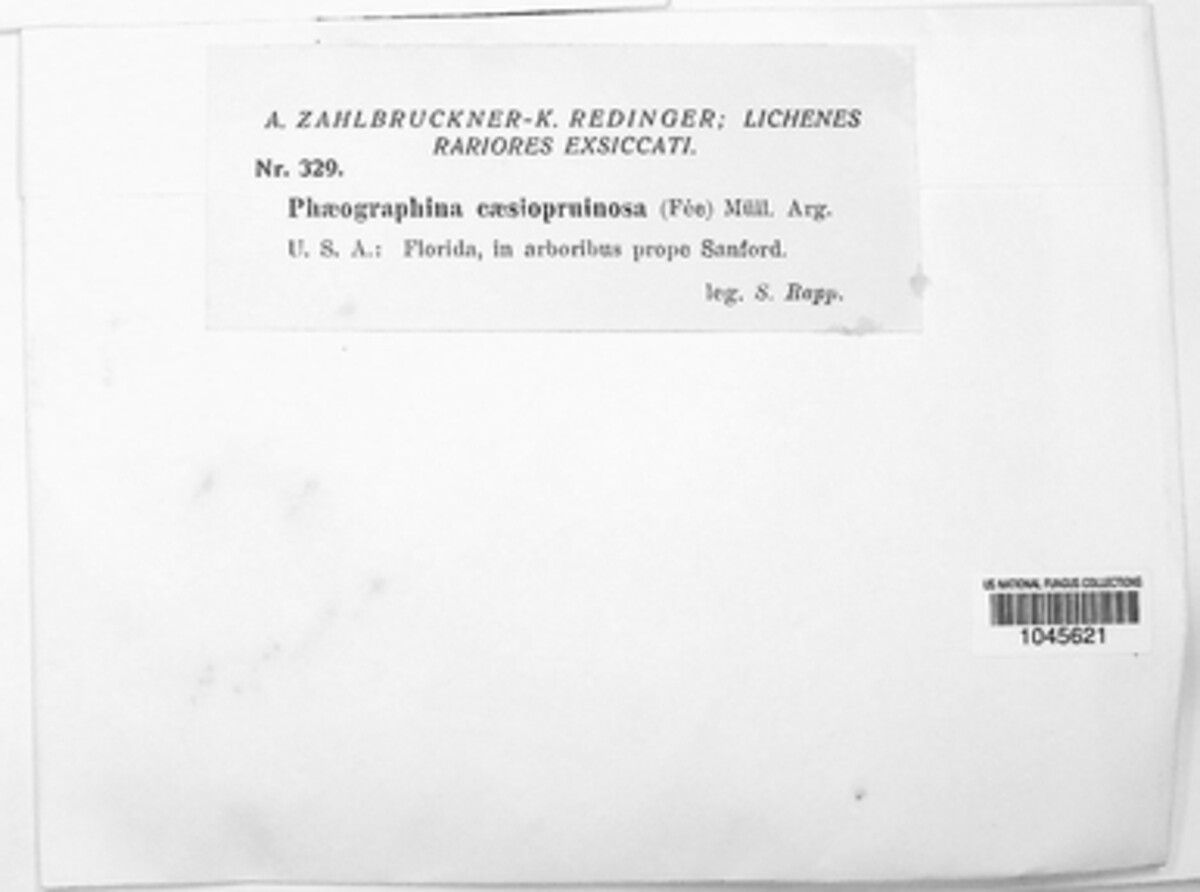 A. ZAHLBRUCKNER-K. REDINGER; LICHENES
RARIORES EXSICCATI.
Nr. 329.
Phæographina cæsiopruinosa (Fée) Müll. Arg.
U. S. A.: Florida, in arboribus prope Sanford.
leg. S. Rapp.
US NATIONAL FUNGUS COLLECTIONS
1045621